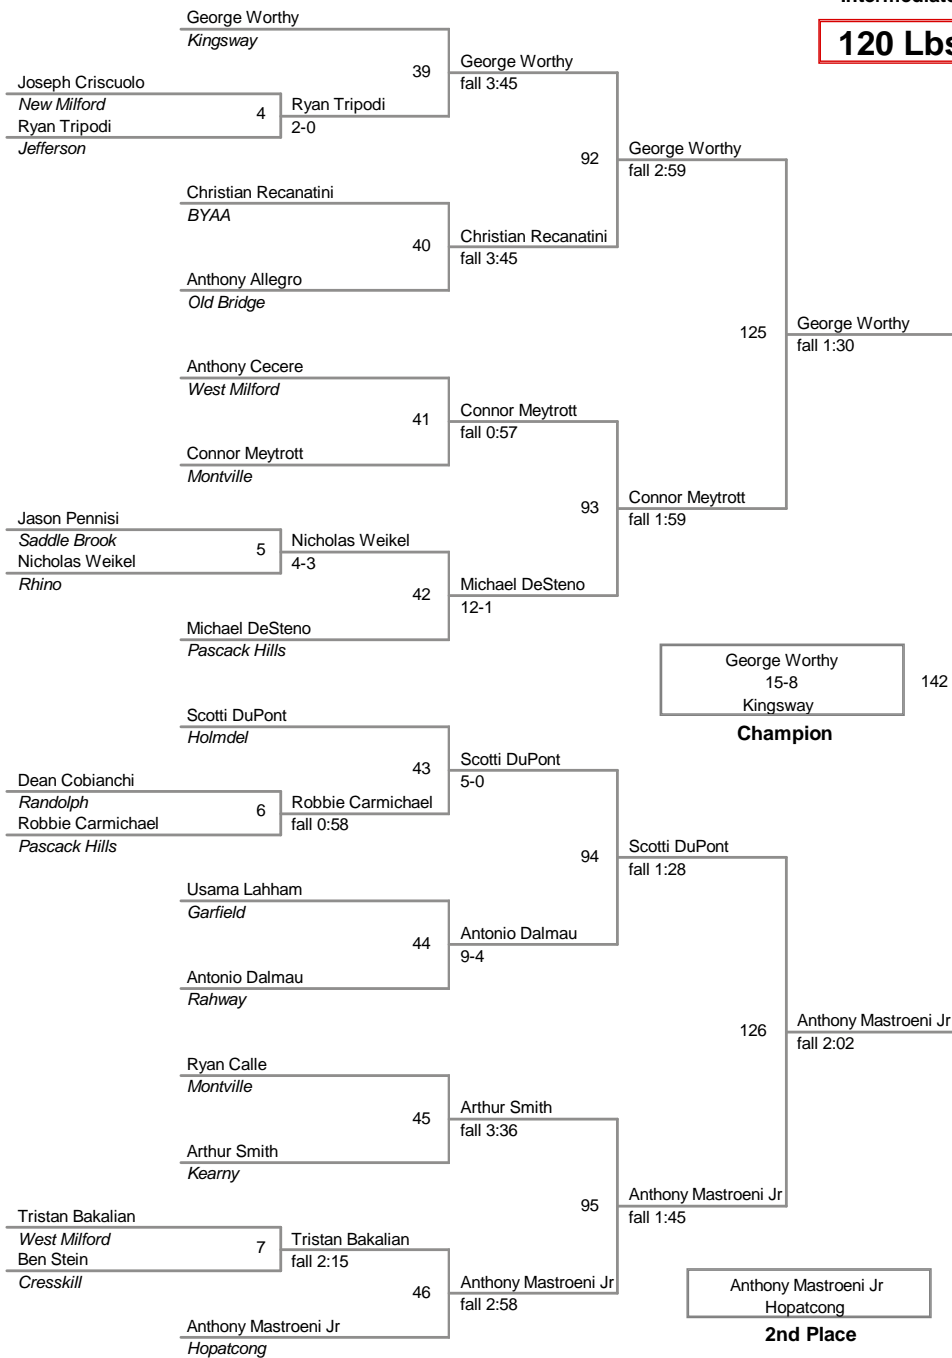 Intermediate
120 Lbs
George Worthy
Kingsway
39
George Worthy
fall 3:45
Joseph Criscuolo
New Milford
4
Ryan Tripodi
2-0
Ryan Tripodi
Jefferson
92
George Worthy
fall 2:59
Christian Recanatini
BYAA
40
Christian Recanatini
fall 3:45
Anthony Allegro
Old Bridge
125
George Worthy
fall 1:30
Anthony Cecere
West Milford
41
Connor Meytrott
fall 0:57
Connor Meytrott
Montville
93
Connor Meytrott
fall 1:59
Jason Pennisi
Saddle Brook
5
Nicholas Weikel
4-3
Nicholas Weikel
Rhino
42
Michael DeSteno
12-1
Michael DeSteno
Pascack Hills
George Worthy
15-8
Kingsway
142
Champion
Scotti DuPont
Holmdel
43
Scotti DuPont
5-0
Dean Cobianchi
Randolph
6
Robbie Carmichael
fall 0:58
Robbie Carmichael
Pascack Hills
94
Scotti DuPont
fall 1:28
Usama Lahham
Garfield
44
Antonio Dalmau
9-4
Antonio Dalmau
Rahway
126
Anthony Mastroeni Jr
fall 2:02
Ryan Calle
Montville
45
Arthur Smith
fall 3:36
Arthur Smith
Kearny
95
Anthony Mastroeni Jr
fall 1:45
Tristan Bakalian
West Milford
7
Tristan Bakalian
fall 2:15
Ben Stein
Cresskill
46
Anthony Mastroeni Jr
fall 2:58
Anthony Mastroeni Jr
Hopatcong
Anthony Mastroeni Jr
Hopatcong
2nd Place